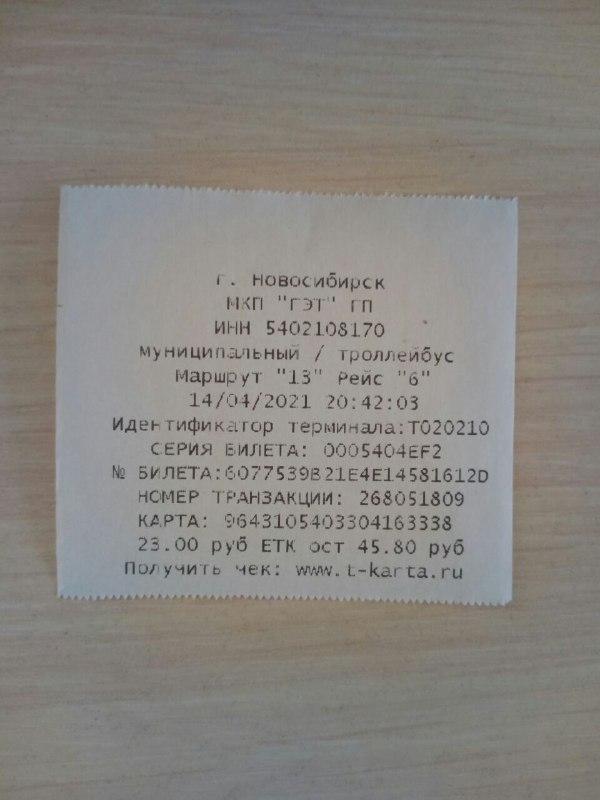 г. Новосибирск
МКП "ГЭТ" ГП
ИНН 5402108170
муниципальный / троллейбус
Маршрут "13" Рейс "6"
14/04/2021 20:42:03
Идентификатор терминала:T020210
СЕРИЯ БИЛЕТА: 0005404EF2
№ БИЛЕТА:6077539B21E4E14581612D
НОМЕР ТРАНЗАКЦИИ: 268051809
КАРТА: 9643105403304163338
23.00 руб ЕТК ост 45.80 руб
Получить чек: www.t-karta.ru